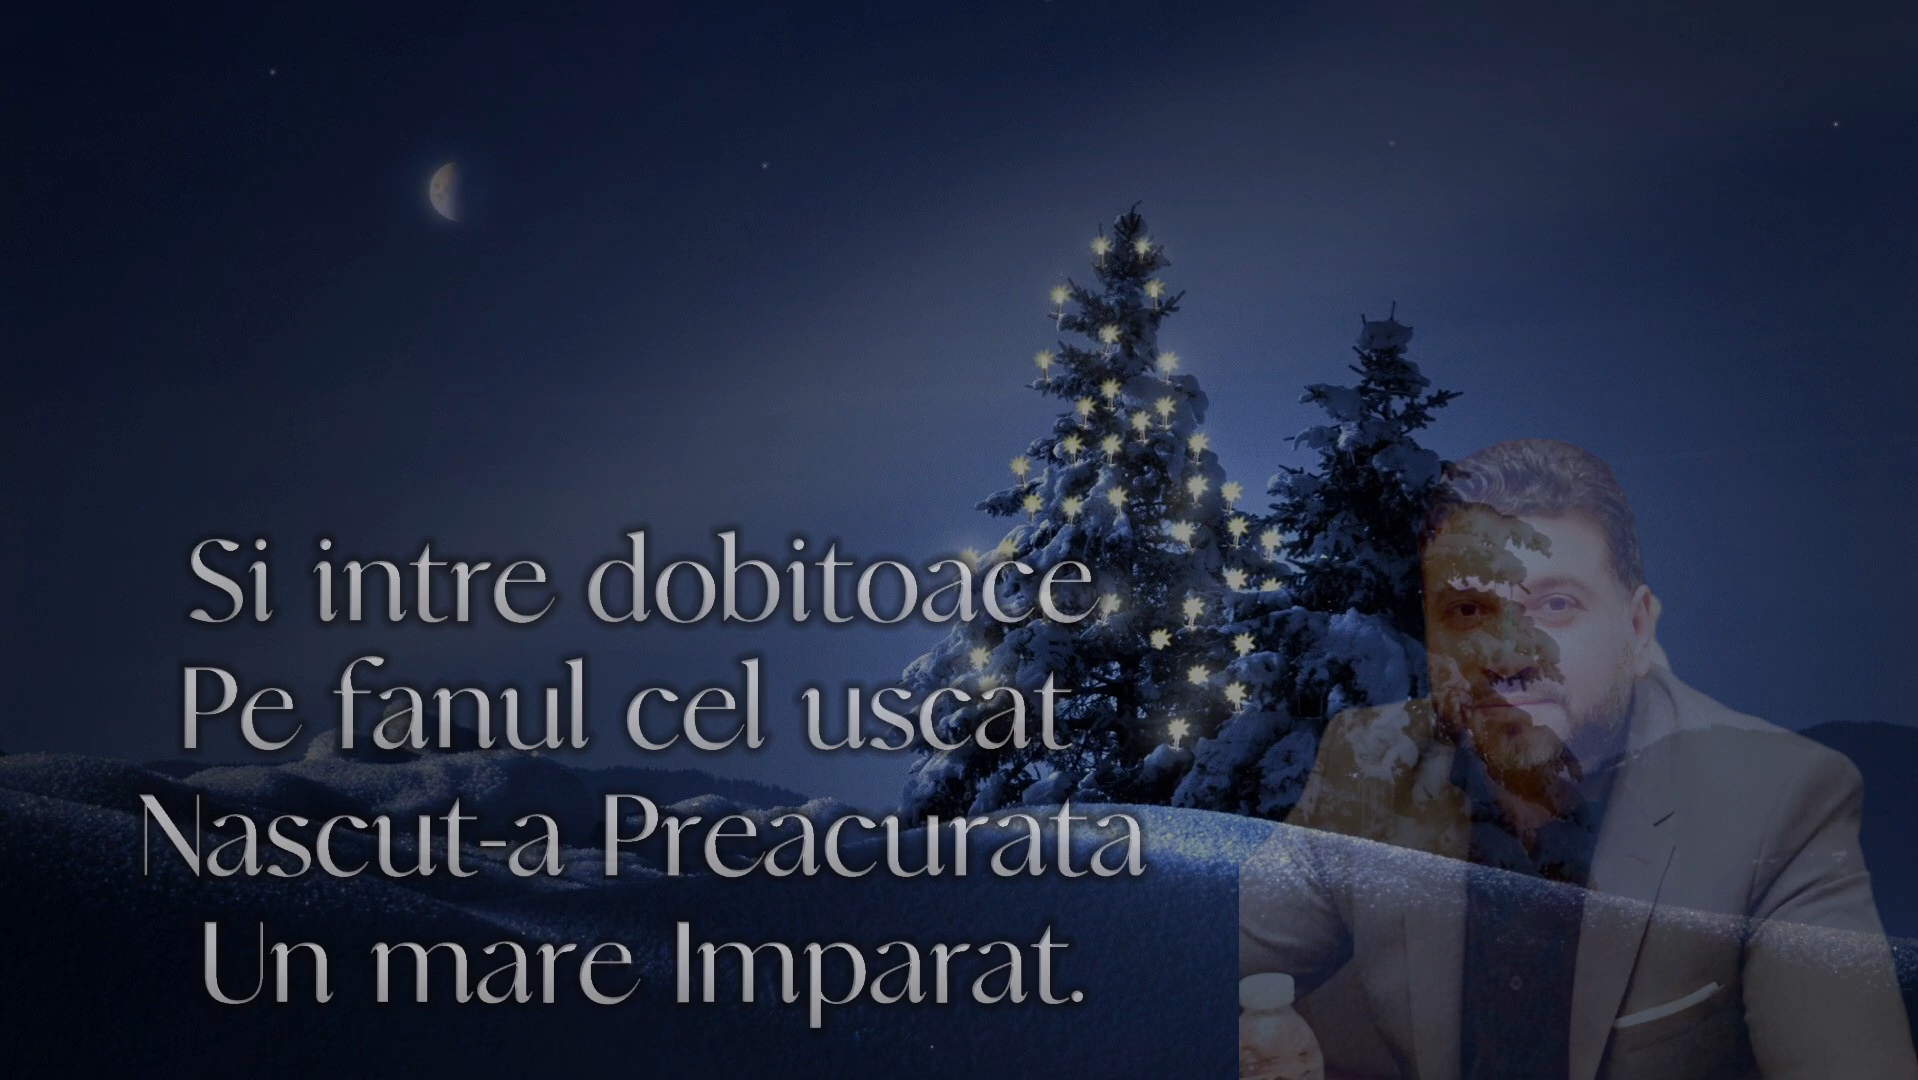 Si intre dobitoace
Pe fanul cel uscat
Nascut-a Preacurata
Un mare Imparat.